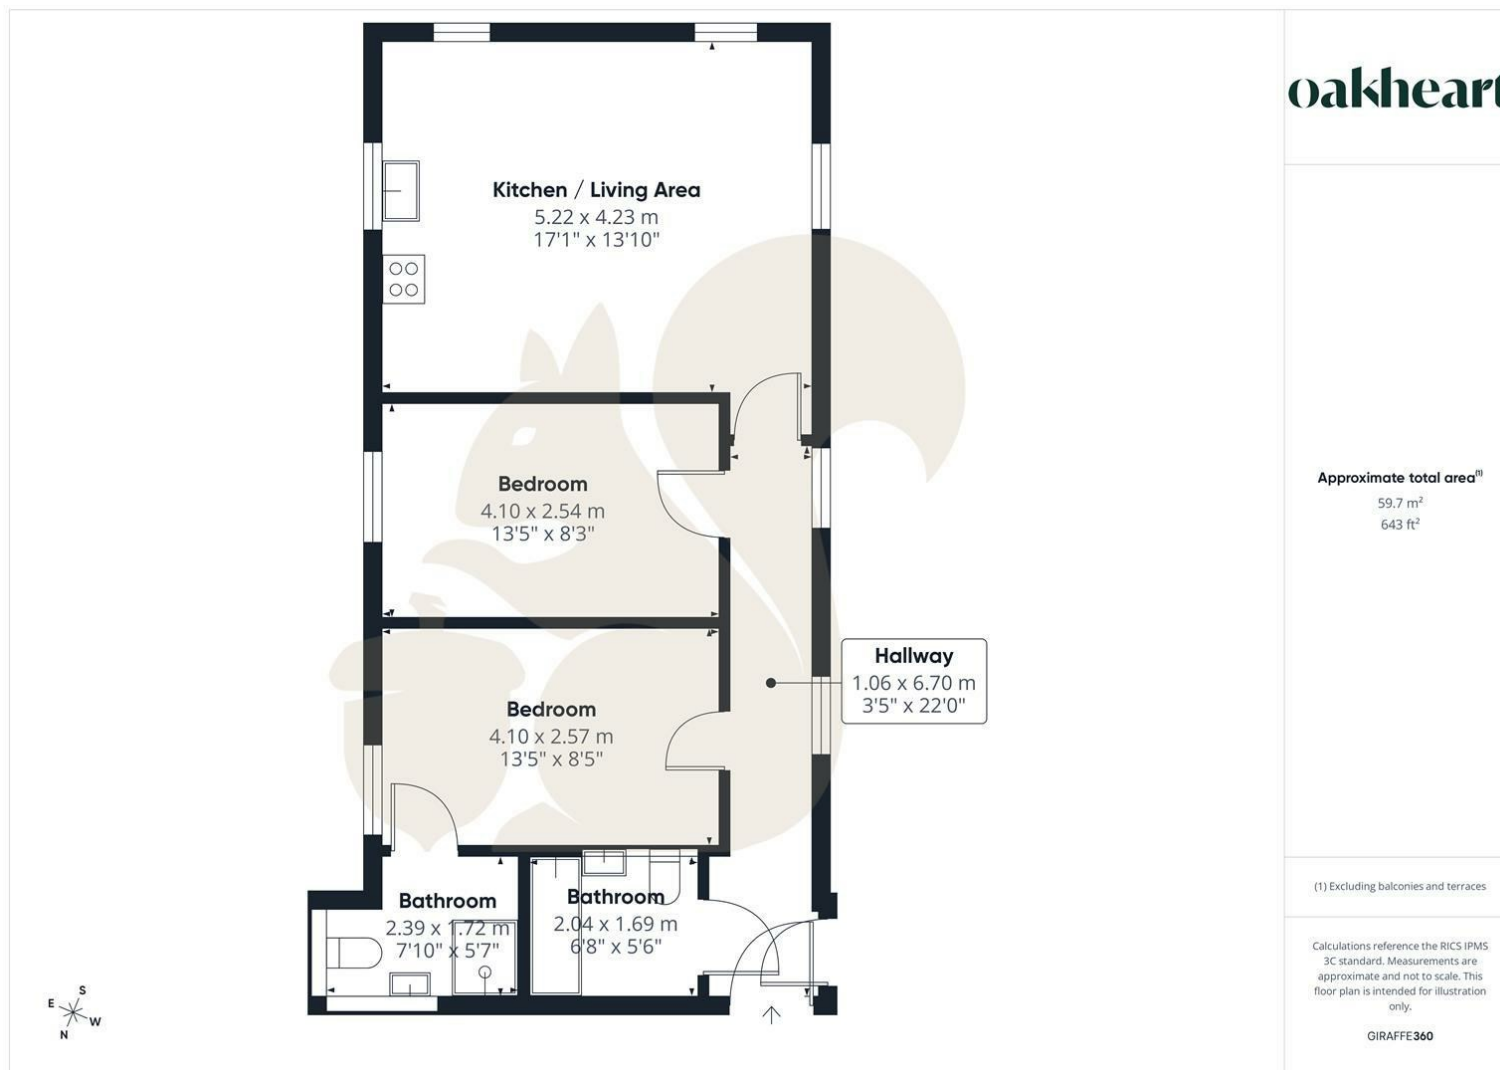 oakheart
Kitchen / Living Area
5.22 x 4.23 m
17'1" x 13'10"
Bedroom
4.10 x 2.54 m
13'5" x 8'3"
Hallway
1.06 x 6.70 m
3'5" x 22'0"
Bedroom
4.10 x 2.57 m
13'5" x 8'5"
Bathroom
2.39 x 1.72 m
7'10" x 5'7"
Bathroom
2.04 x 1.69 m
6'8" x 5'6"
S
E
W
N
Approximate total area(1)
59.7 m²
643 ft²
(1) Excluding balconies and terraces
Calculations reference the RICS IPMS
3C standard. Measurements are
approximate and not to scale. This
floor plan is intended for illustration
only.
GIRAFFE360